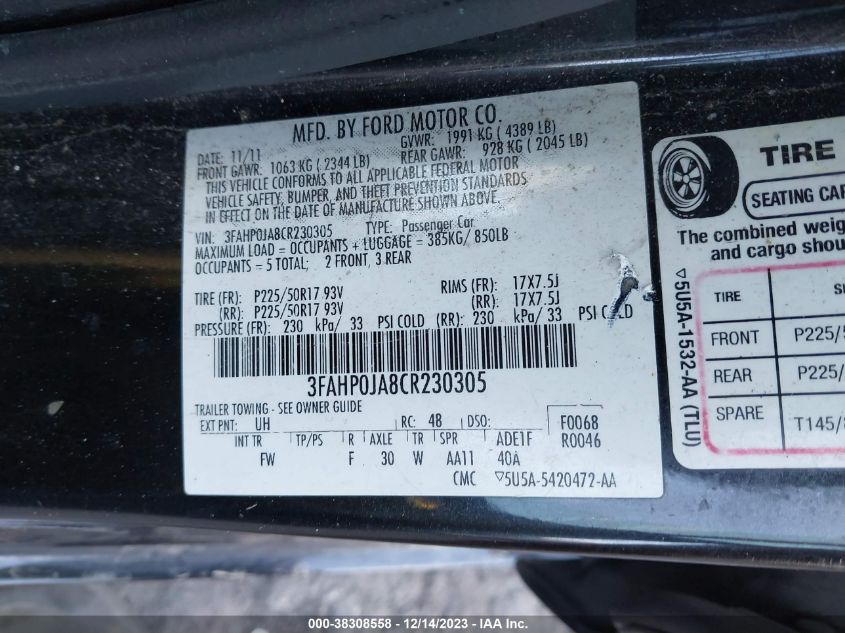 MFD. BY FORD MOTOR CO.
DATE: 11/11 GVWR: 1991 KG ( 4389 LB)
FRONT GAWR: 1063 KG ( 2344 LB) REAR GAWR: 928 KG ( 2045 LB)
THIS VEHICLE CONFORMS TO ALL APPLICABLE FEDERAL MOTOR
VEHICLE SAFETY, BUMPER, AND THEFT PREVENTION STANDARDS
IN EFFECT ON THE DATE OF MANUFACTURE SHOWN ABOVE.
VIN: 3FAHP0JA8CR230305 TYPE: Passenger Car
MAXIMUM LOAD = OCCUPANTS + LUGGAGE = 385KG/ 850LB
OCCUPANTS = 5 TOTAL; 2 FRONT, 3 REAR
TIRE (FR): P225/50R17 93V RIMS (FR): 17X7.5J
(RR): P225/50R17 93V (RR): 17X7.5J
PRESSURE (FR): 230 kPa/ 33 PSI COLD (RR): 230 kPa/ 33 PSI COLD
3FAHP0JA8CR230305
TRAILER TOWING - SEE OWNER GUIDE
EXT PNT: UH RC: 48 DSO: F0068
INT TR TP/PS R AXLE TR SPR ADE1F R0046
FW F 30 W AA11 40A
CMC ▽5U5A-5420472-AA
TIRE
SEATING CAP
The combined weig
and cargo shou
▽5U5A-1532-AA (TLU)
TIRE
FRONT P225/5
REAR P225/
SPARE T145/8
000-38308558 - 12/14/2023 - IAA Inc.